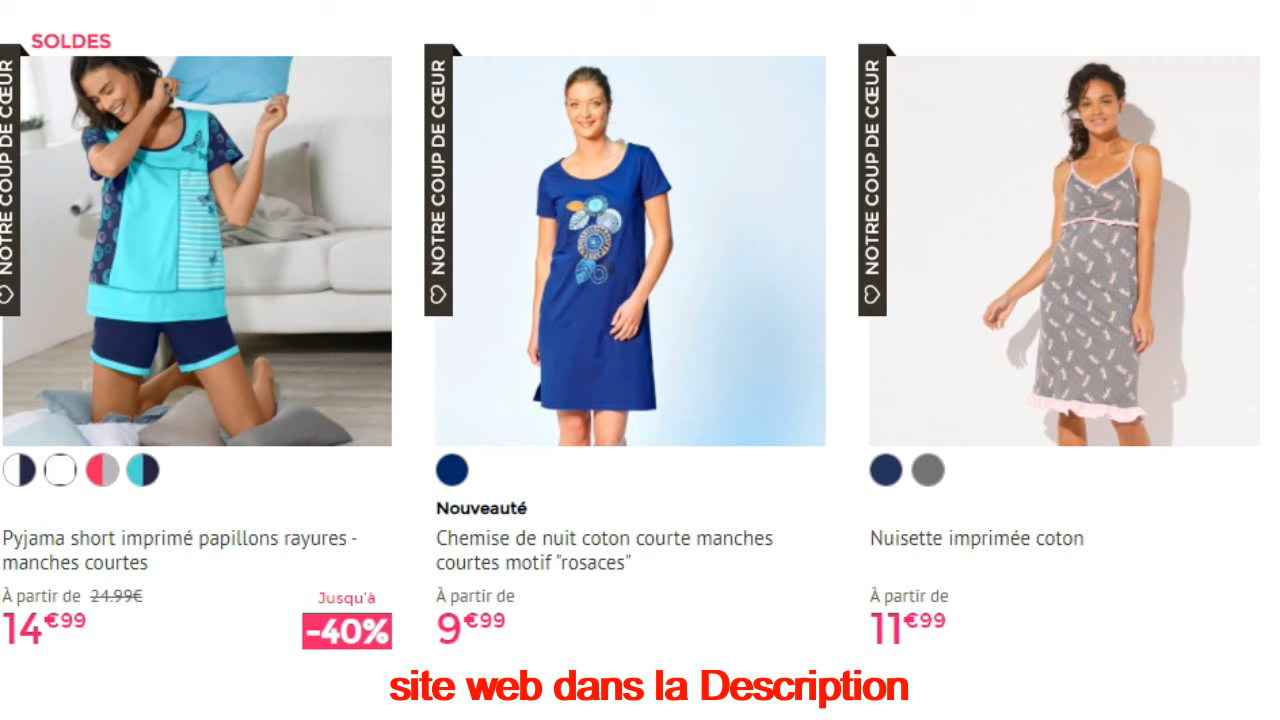 SOLDES
NOTRE COUP DE CŒUR
NOTRE COUP DE CŒUR
NOTRE COUP DE CŒUR
Pyjama short imprimé papillons rayures -
manches courtes
À partir de 24.99€
14€99
Jusqu'à
-40%
Nouveauté
Chemise de nuit coton courte manches
courtes motif "rosaces"
À partir de
9€99
Nuisette imprimée coton
À partir de
11€99
site web dans la Description